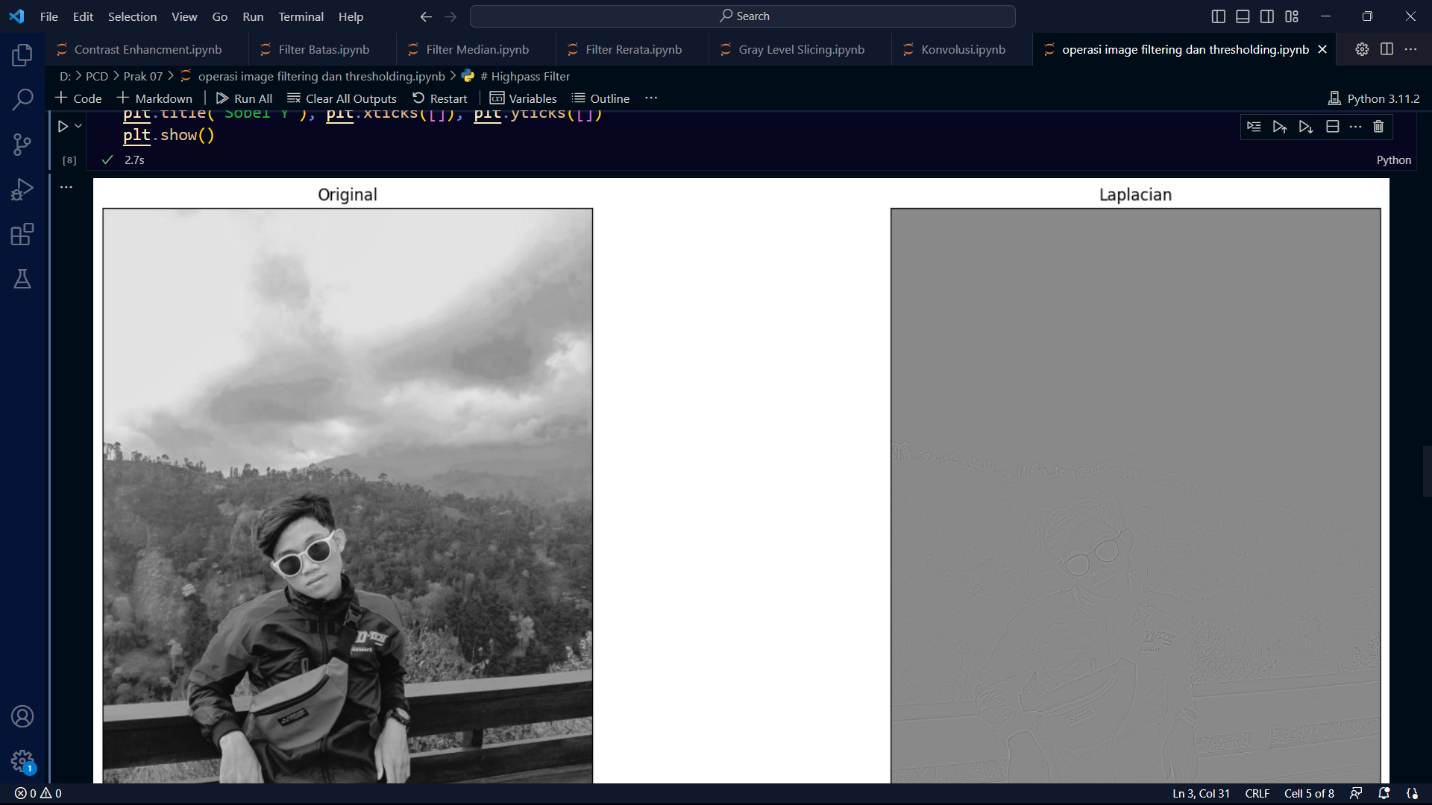 File Edit Selection View Go Run Terminal Help
Search
Contrast Enhancment.ipynb
Filter Batas.ipynb
Filter Median.ipynb
Filter Rerata.ipynb
Gray Level Slicing.ipynb
Konvolusi.ipynb
operasi image filtering dan thresholding.ipynb
D: > PCD > Prak 07 > operasi image filtering dan thresholding.ipynb > # Highpass Filter
+ Code + Markdown | Run All Clear All Outputs Restart | Variables Outline ...
Python 3.11.2
plt.title('Sobel Y'), plt.xticks([]), plt.yticks([])
plt.show()
[8] 2.7s
Python
Original
Laplacian
1
0 0
Ln 3, Col 31 CRLF Cell 5 of 8